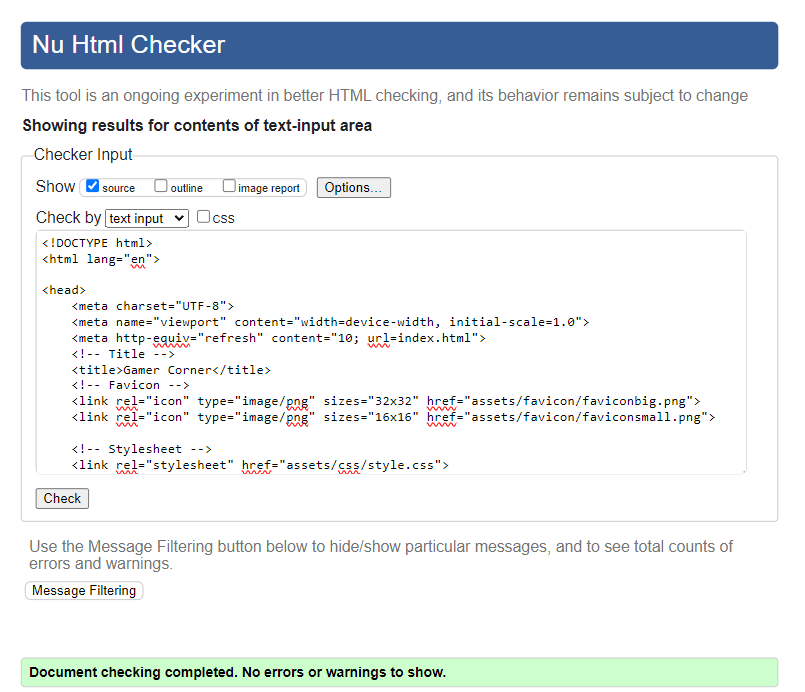 Nu Html Checker
This tool is an ongoing experiment in better HTML checking, and its behavior remains subject to change
Showing results for contents of text-input area
Checker Input
Show source outline image report Options...
Check by text input css
<!DOCTYPE html>
<html lang="en">
<head>
<meta charset="UTF-8">
<meta name="viewport" content="width=device-width, initial-scale=1.0">
<meta http-equiv="refresh" content="10; url=index.html">
<!-- Title -->
<title>Gamer Corner</title>
<!-- Favicon -->
<link rel="icon" type="image/png" sizes="32x32" href="assets/favicon/faviconbig.png">
<link rel="icon" type="image/png" sizes="16x16" href="assets/favicon/faviconsmall.png">
<!-- Stylesheet -->
<link rel="stylesheet" href="assets/css/style.css">
Check
Use the Message Filtering button below to hide/show particular messages, and to see total counts of
errors and warnings.
Message Filtering
Document checking completed. No errors or warnings to show.